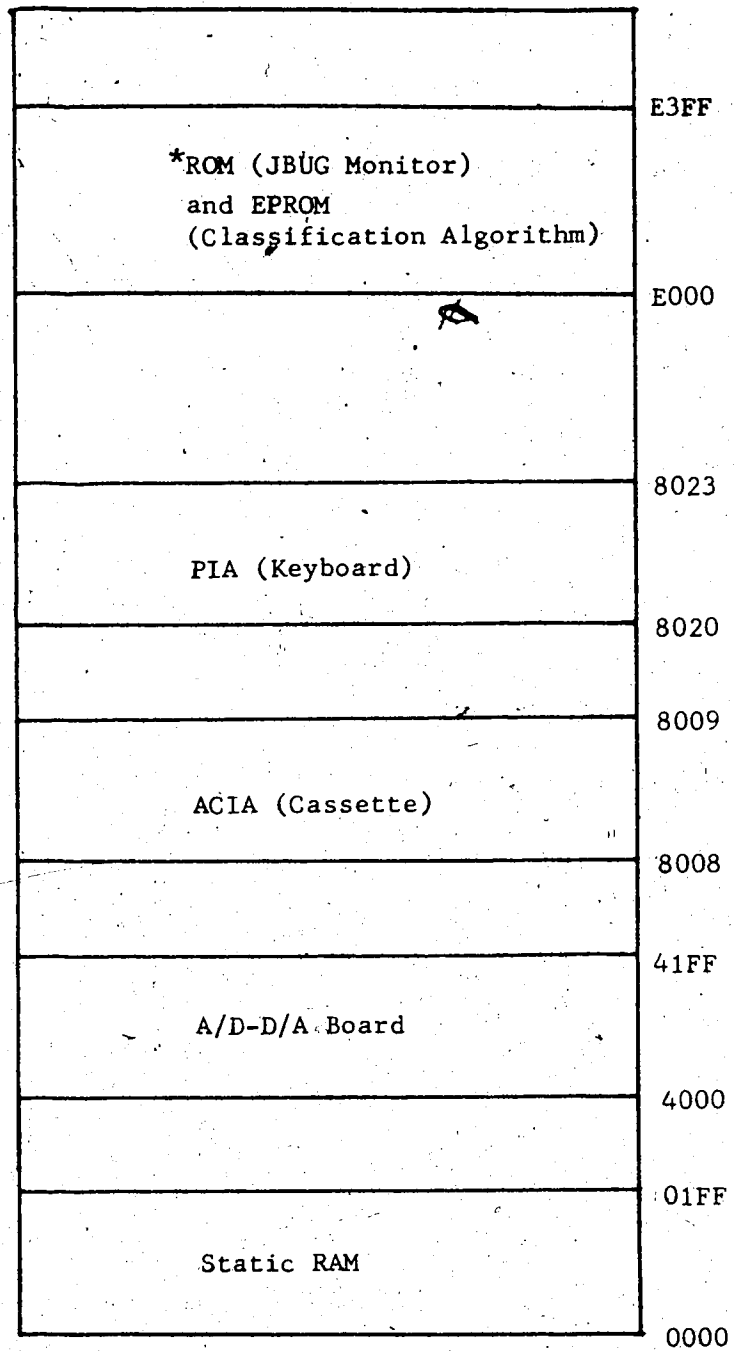 E3FF
*ROM (JBUG Monitor)
and EPROM
(Classification Algorithm)
E000
8023
PIA (Keyboard)
8020
8009
ACIA (Cassette)
8008
41FF
A/D-D/A Board
4000
01FF
Static RAM
0000